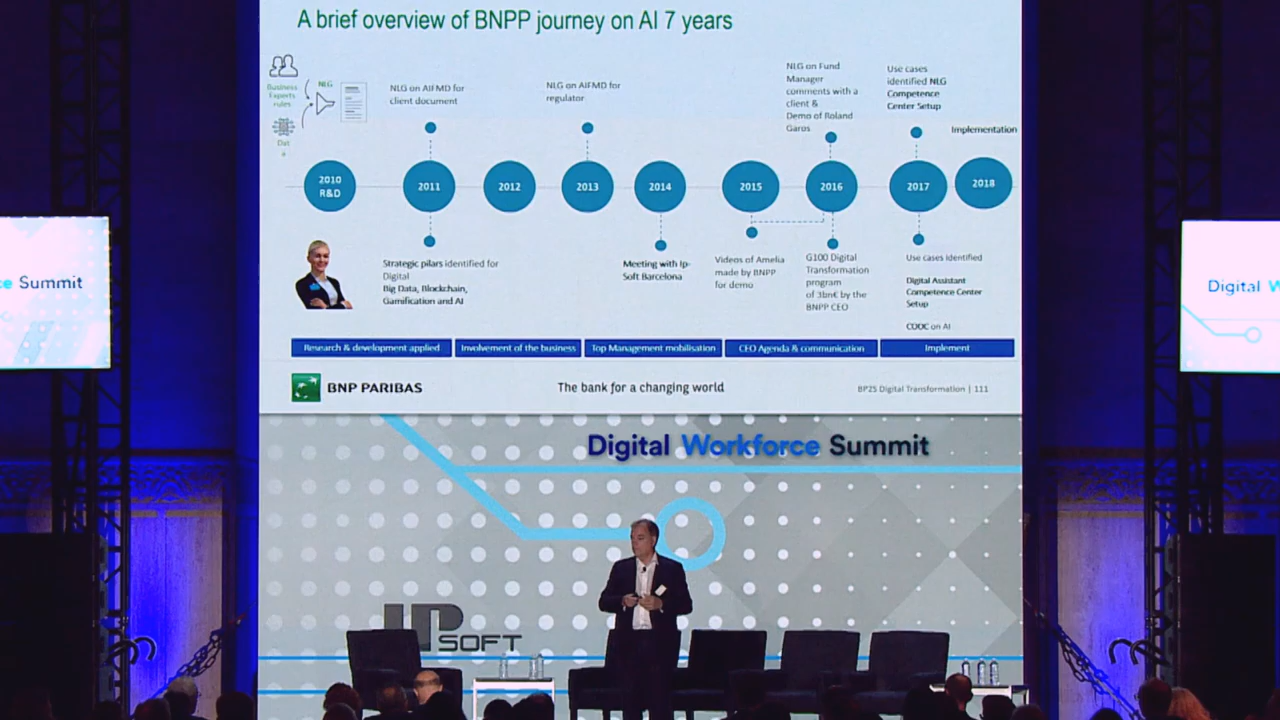 A brief overview of BNPP journey on AI 7 years
Business
Experts
rules
NLG
Dat
a
NLG on AIFMD for
client document
NLG on AIFMD for
regulator
NLG on Fund
Manager
comments with a
client &
Demo of Roland
Garos
Use cases
identified NLG
Competence
Center Setup
Implementation
2010
R&D
2011
2012
2013
2014
2015
2016
2017
2018
Strategic pilars identified for
Digital
Big Data, Blockchain,
Gamification and AI
Meeting with Ip-
Soft Barcelona
Videos of Amelia
made by BNPP
for demo
G100 Digital
Transformation
program
of 3bn€ by the
BNPP CEO
Use cases identified
Digital Assistant
Competence Center
Setup
CDOC on AI
Research & development applied
Involvement of the business
Top Management mobilisation
CEO Agenda & communication
Implement
BNP PARIBAS
The bank for a changing world
BP2S Digital Transformation | 111
Digital Workforce Summit
IPSOFT
ce Summit
Digital W